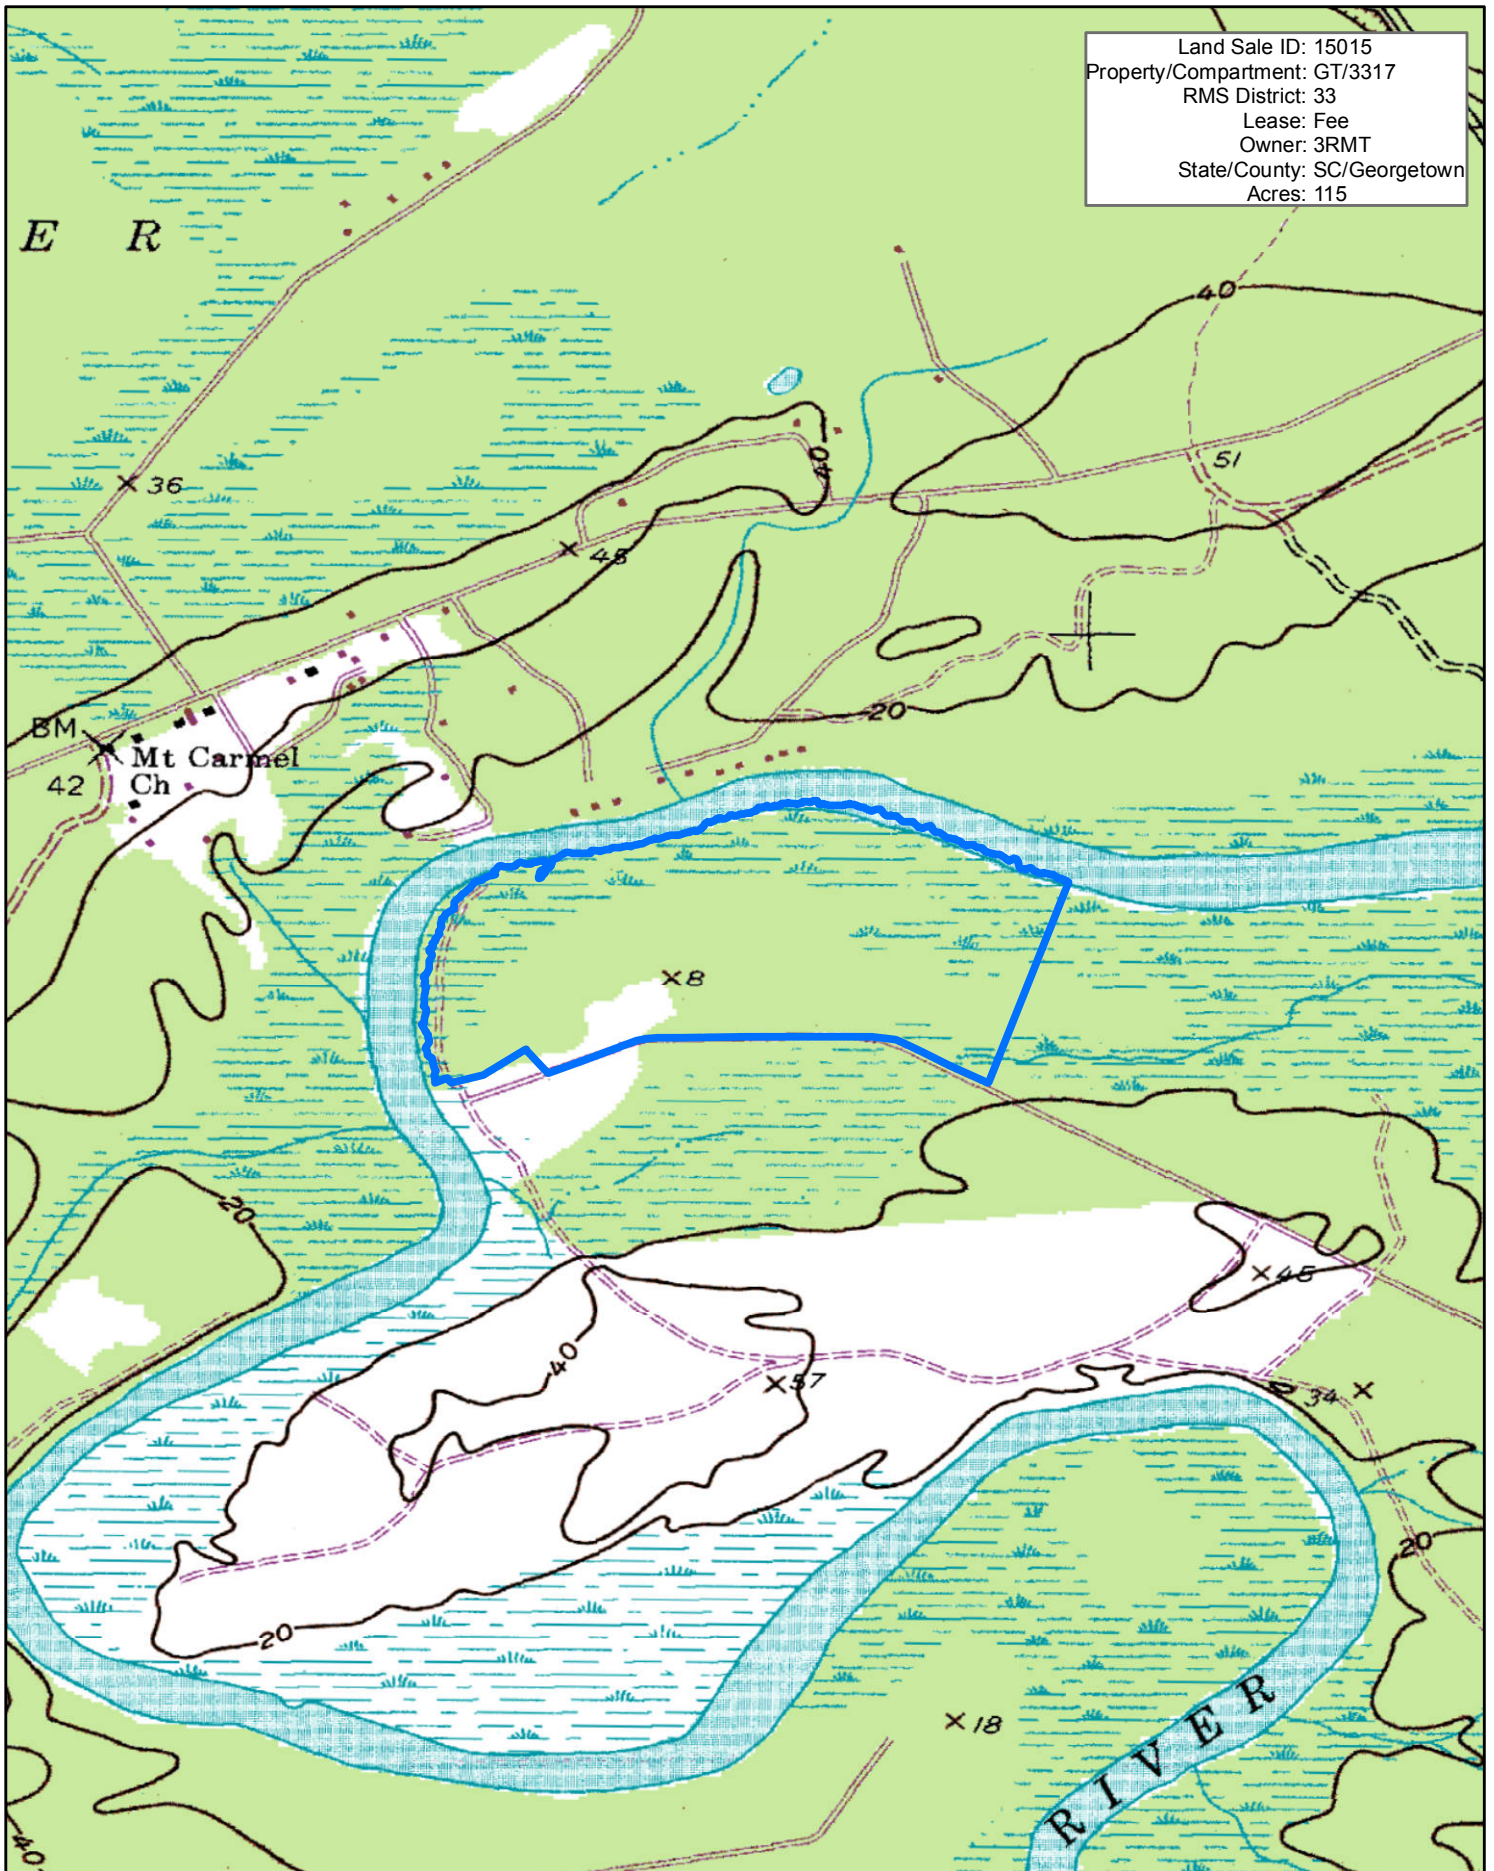 Land Sale ID: 15015
Property/Compartment: GT/3317
RMS District: 33
Lease: Fee
Owner: 3RMT
State/County: SC/Georgetown
Acres: 115
E R
40
40
51
36
48
20
BM
42
Mt Carmel
Ch
8
20
45
40
57
34
20
20
18
RIVER
40